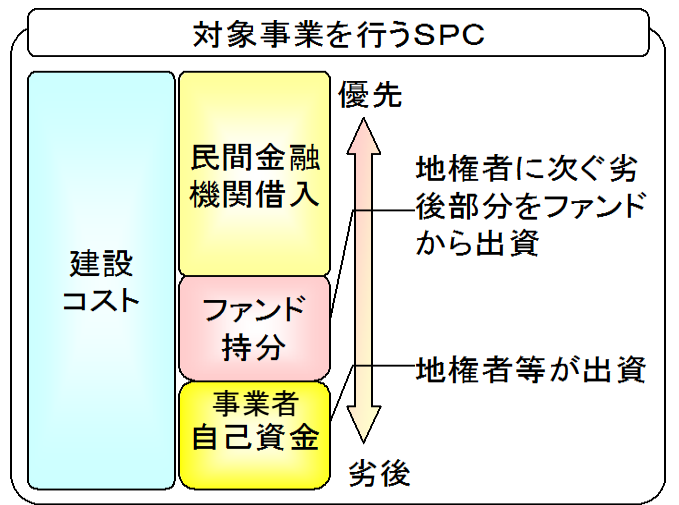 対象事業を行うＳＰＣ
建設
コスト
民間金融
機関借入
ファンド
持分
事業者
自己資金
優先
地権者に次ぐ劣
後部分をファンド
から出資
地権者等が出資
劣後